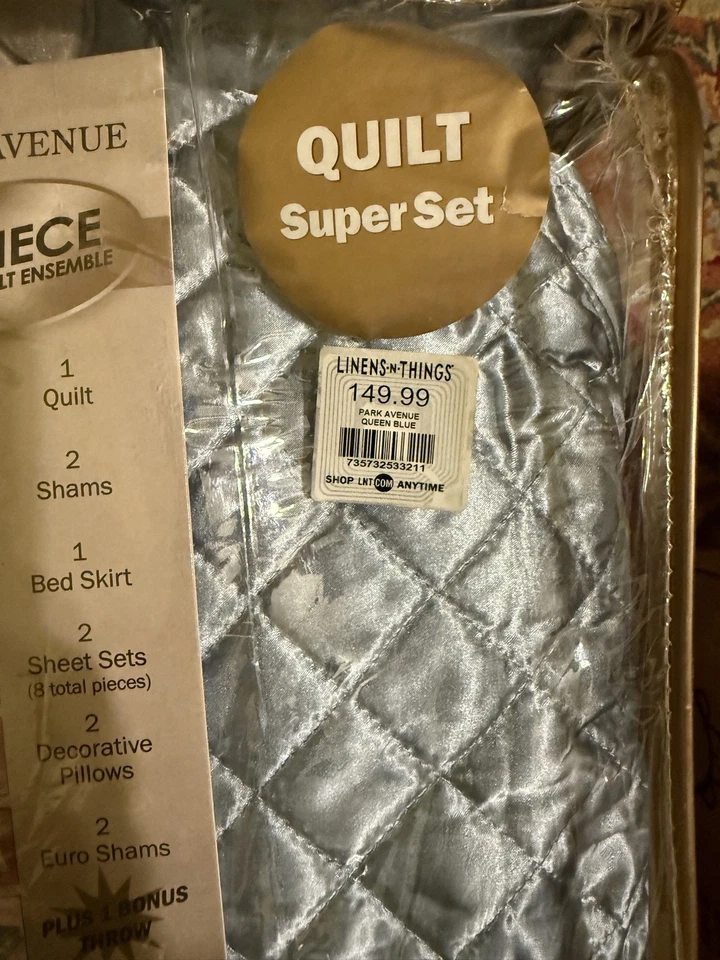 AVENUE
IECE
LT ENSEMBLE
1
Quilt
2
Shams
1
Bed Skirt
2
Sheet Sets
(8 total pieces)
2
Decorative
Pillows
2
Euro Shams
PLUS 1 BONUS
THROW
QUILT
Super Set
LINENS-N-THINGS
149.99
PARK AVENUE
QUEEN BLUE
735732533211
SHOP LNT COM ANYTIME